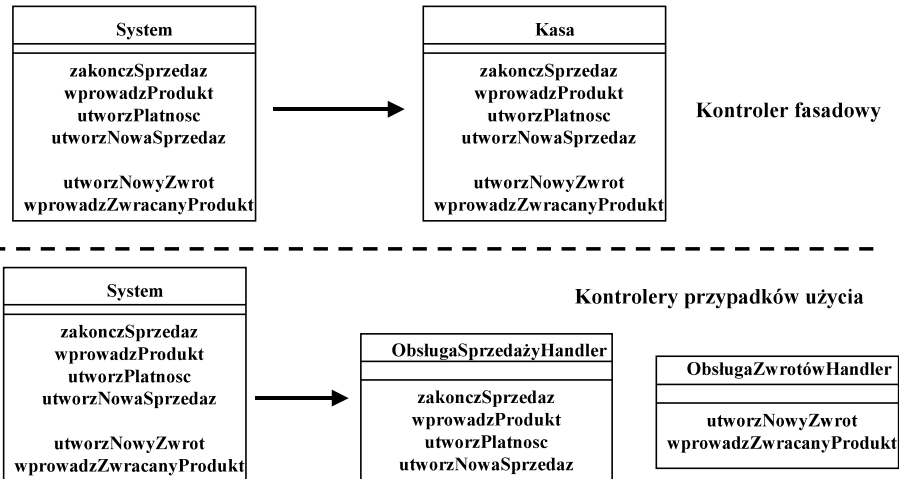 System
zakonczSprzedaz
wprowadzProdukt
utworzPlatnosc
utworzNowaSprzedaz
utworzNowyZwrot
wprowadzZwracanyProdukt
Kasa
zakonczSprzedaz
wprowadzProdukt
utworzPlatnosc
utworzNowaSprzedaz
utworzNowyZwrot
wprowadzZwracanyProdukt
Kontroler fasadowy
System
zakonczSprzedaz
wprowadzProdukt
utworzPlatnosc
utworzNowaSprzedaz
utworzNowyZwrot
wprowadzZwracanyProdukt
Kontrolery przypadków użycia
ObsługaSprzedażyHandler
zakonczSprzedaz
wprowadzProdukt
utworzPlatnosc
utworzNowaSprzedaz
ObsługaZwrotówHandler
utworzNowyZwrot
wprowadzZwracanyProdukt